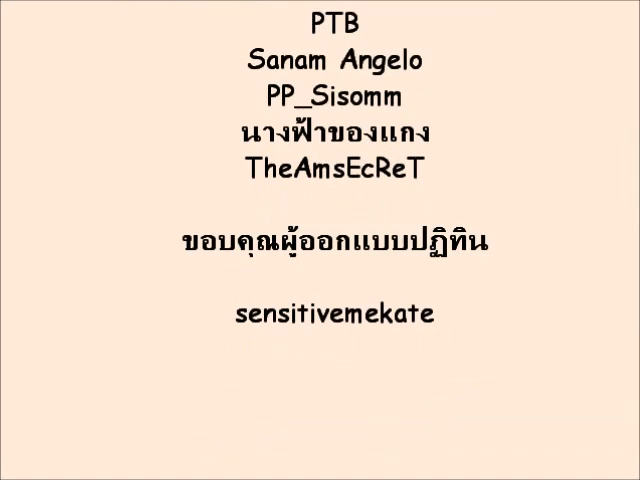 PTB
Sanam Angelo
PP_Sisomm
นางฟ้าของแกง
TheAmsEcReT
ขอบคุณผู้ออกแบบปฏิทิน
sensitivemekate